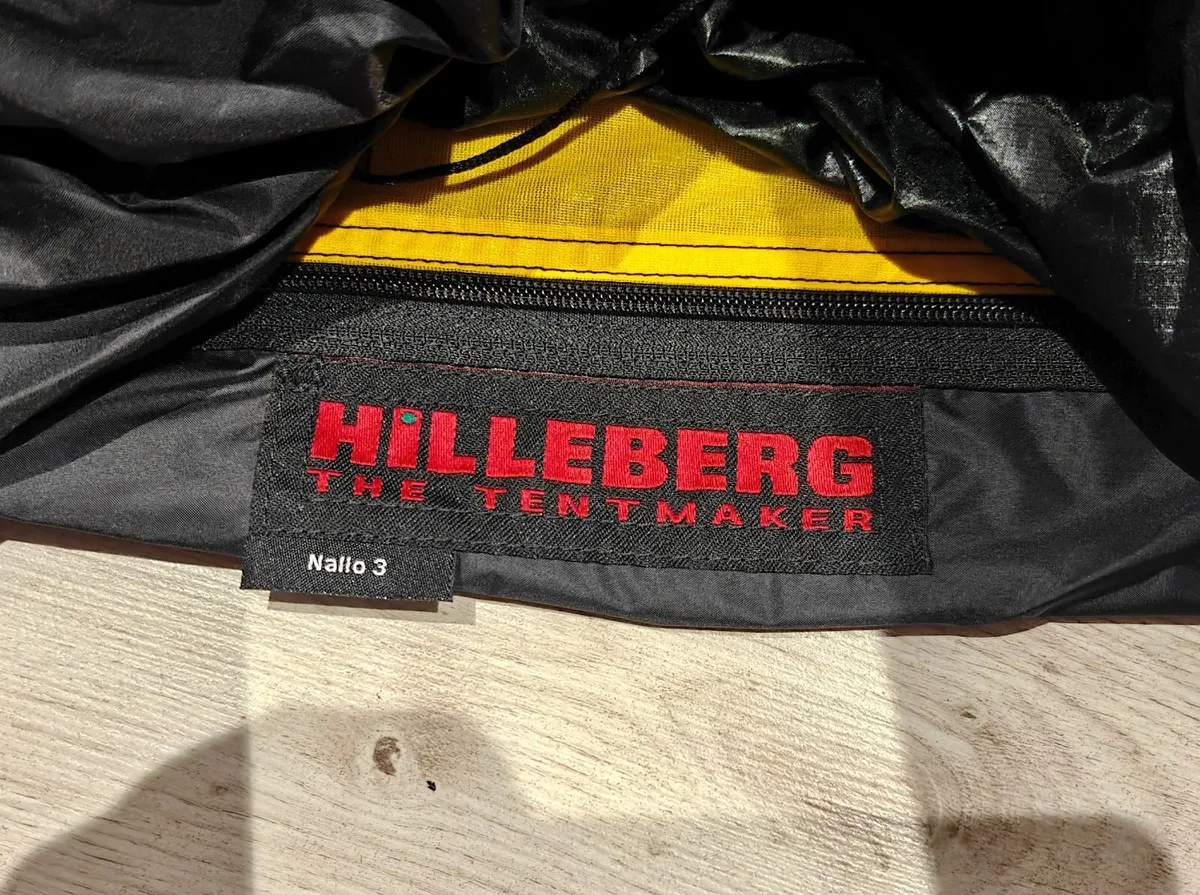 HiLLEBERG
THE TENTMAKER
Nallo 3